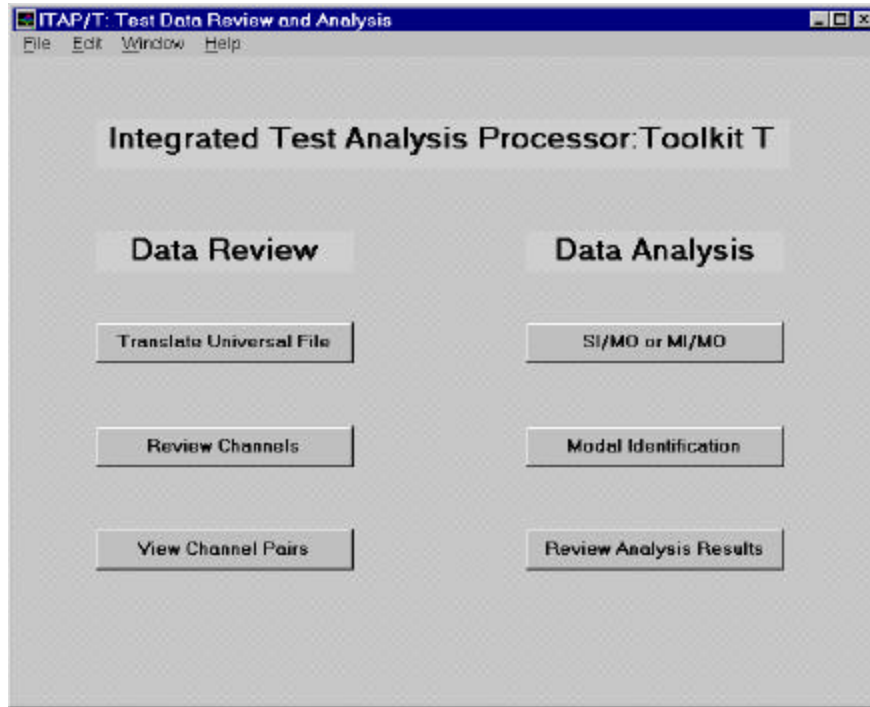 ITAP/T: Test Data Review and Analysis
File Edit Window Help
Integrated Test Analysis Processor:Toolkit T
Data Review
Data Analysis
Translate Universal File
SI/MO or MI/MO
Review Channels
Modal Identification
View Channel Pairs
Review Analysis Results